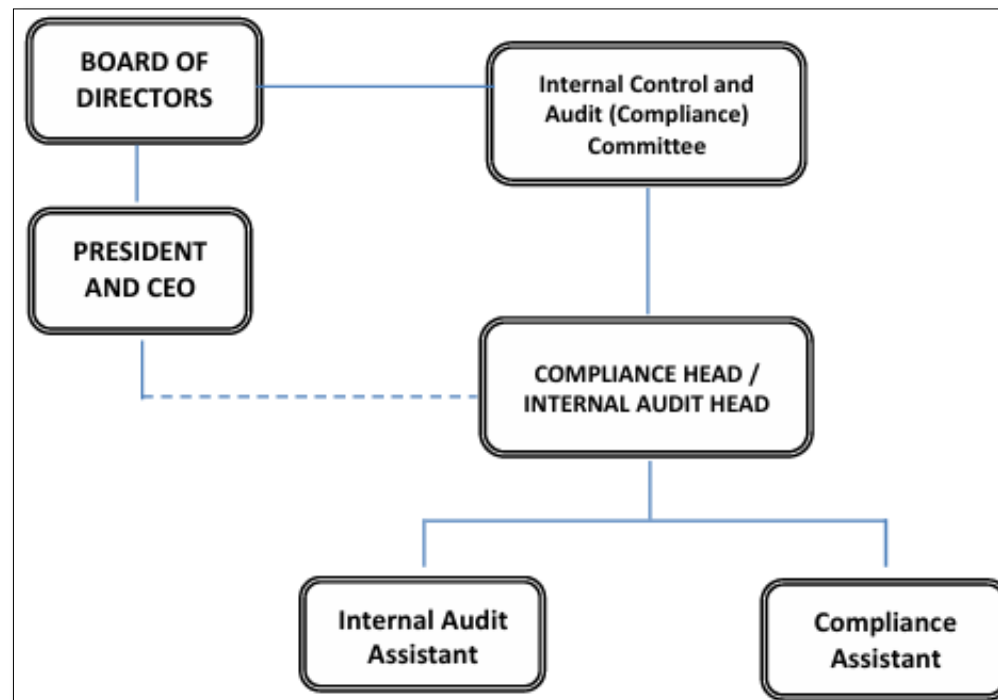 BOARD OF
DIRECTORS
Internal Control and
Audit (Compliance)
Committee
PRESIDENT
AND CEO
COMPLIANCE HEAD /
INTERNAL AUDIT HEAD
Internal Audit
Assistant
Compliance
Assistant